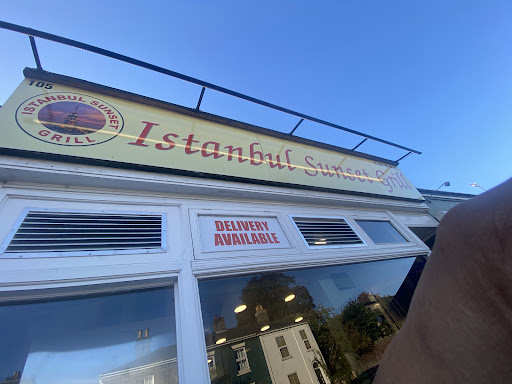 105
ISTANBUL SUNSET
GRILL
Istanbul Sunset Grill
DELIVERY
AVAILABLE